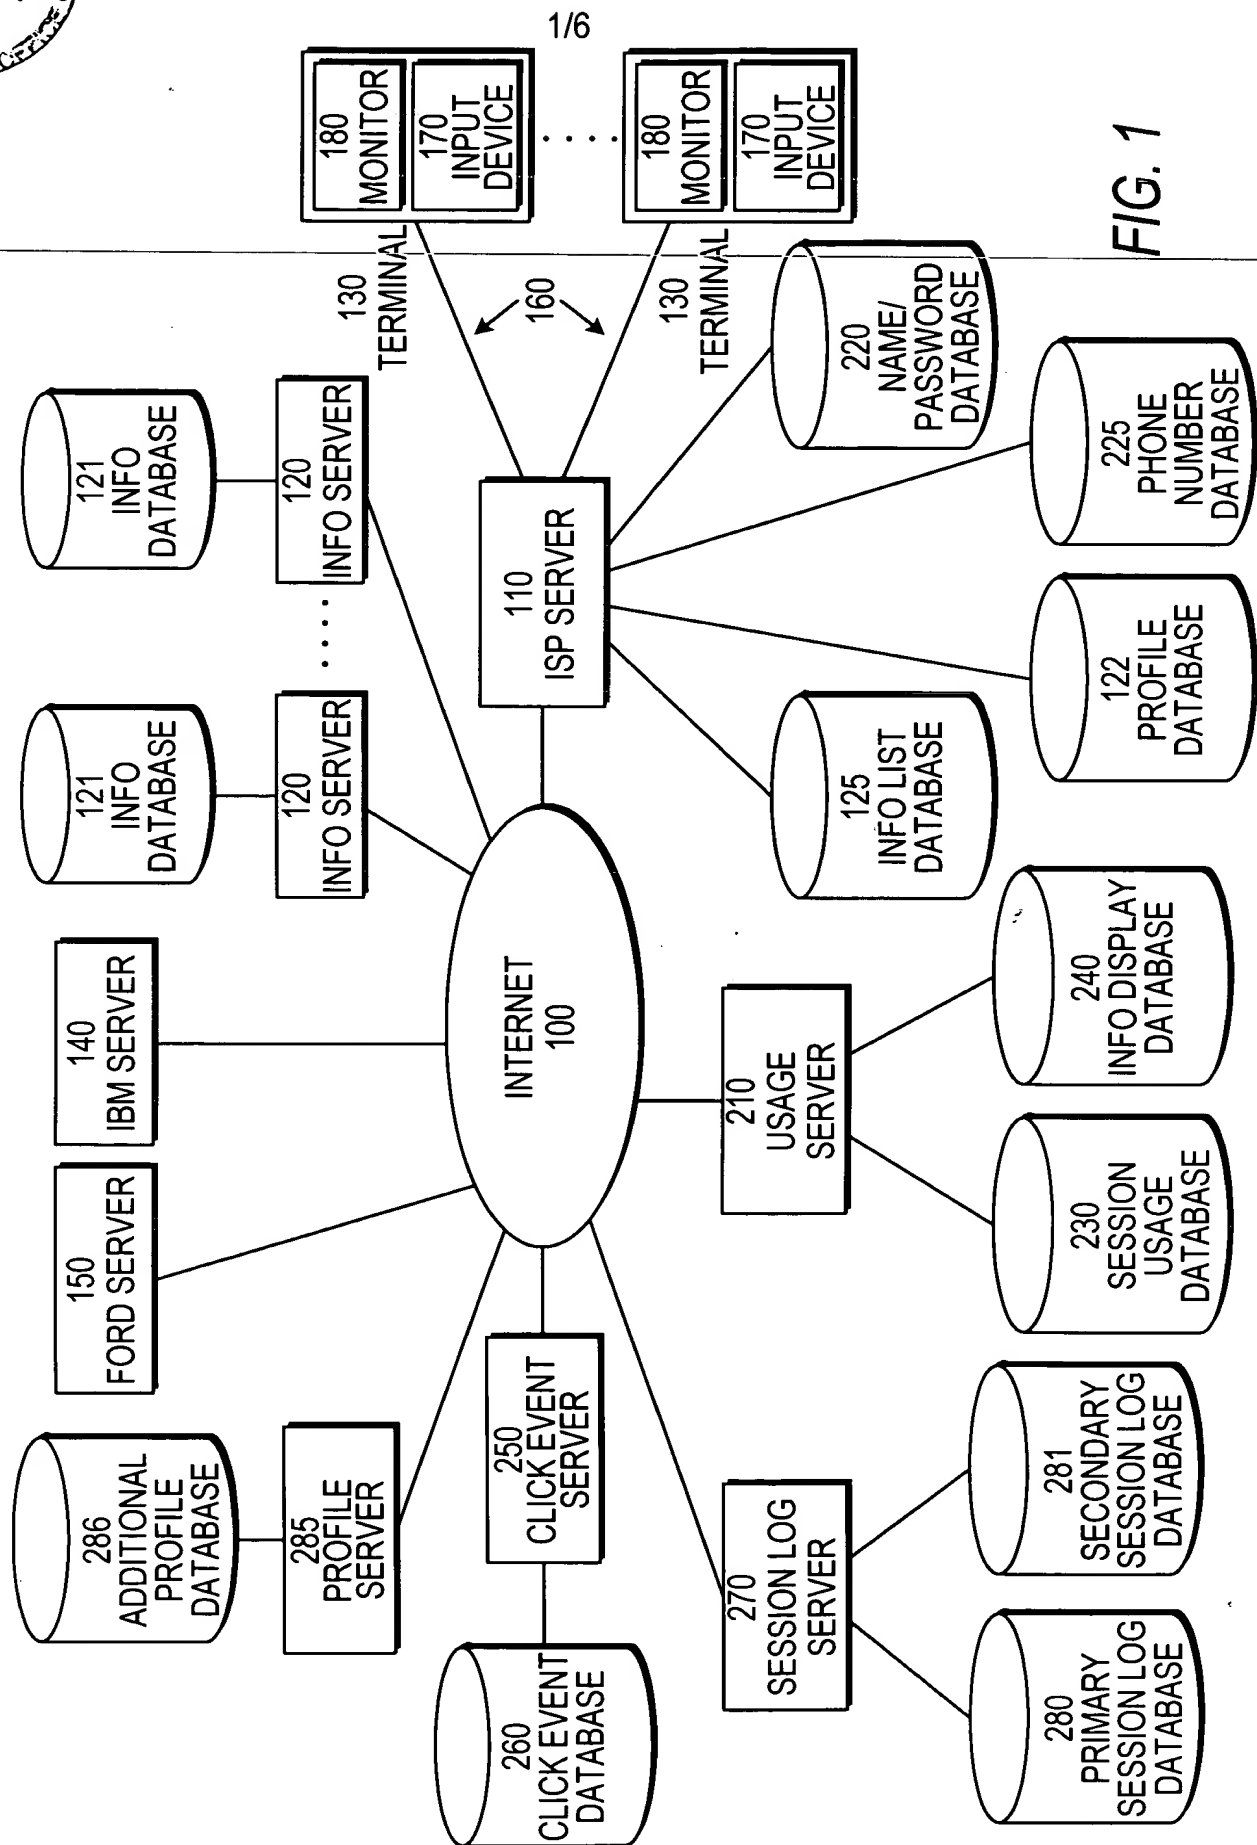 1/6
286
ADDITIONAL
PROFILE
DATABASE
285
PROFILE
SERVER
150
FORD SERVER
140
IBM SERVER
121
INFO
DATABASE
120
INFO SERVER
. . . .
121
INFO
DATABASE
120
INFO SERVER
130
TERMINAL
180
MONITOR
170
INPUT
DEVICE
. . . . .
160
130
TERMINAL
180
MONITOR
170
INPUT
DEVICE
260
CLICK EVENT
DATABASE
250
CLICK EVENT
SERVER
INTERNET
100
110
ISP SERVER
270
SESSION LOG
SERVER
280
PRIMARY
SESSION LOG
DATABASE
281
SECONDARY
SESSION LOG
DATABASE
210
USAGE
SERVER
230
SESSION
USAGE
DATABASE
240
INFO DISPLAY
DATABASE
125
INFO LIST
DATABASE
122
PROFILE
DATABASE
225
PHONE
NUMBER
DATABASE
220
NAME/
PASSWORD
DATABASE
FIG. 1